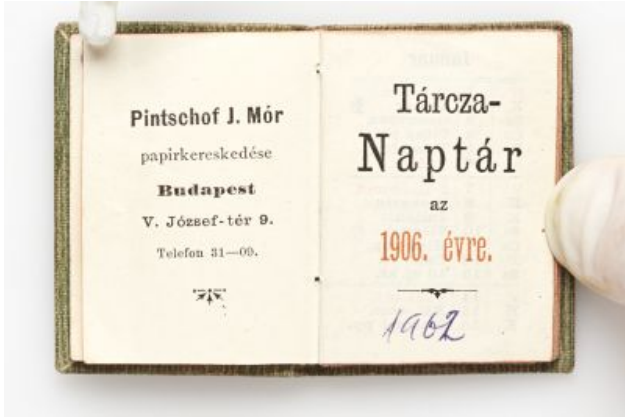 Pintschof J. Mór
papirkereskedése
Budapest
V. József-tér 9.
Telefon 31—09.
Tárcza-
Naptár
az
1906. évre.
1962